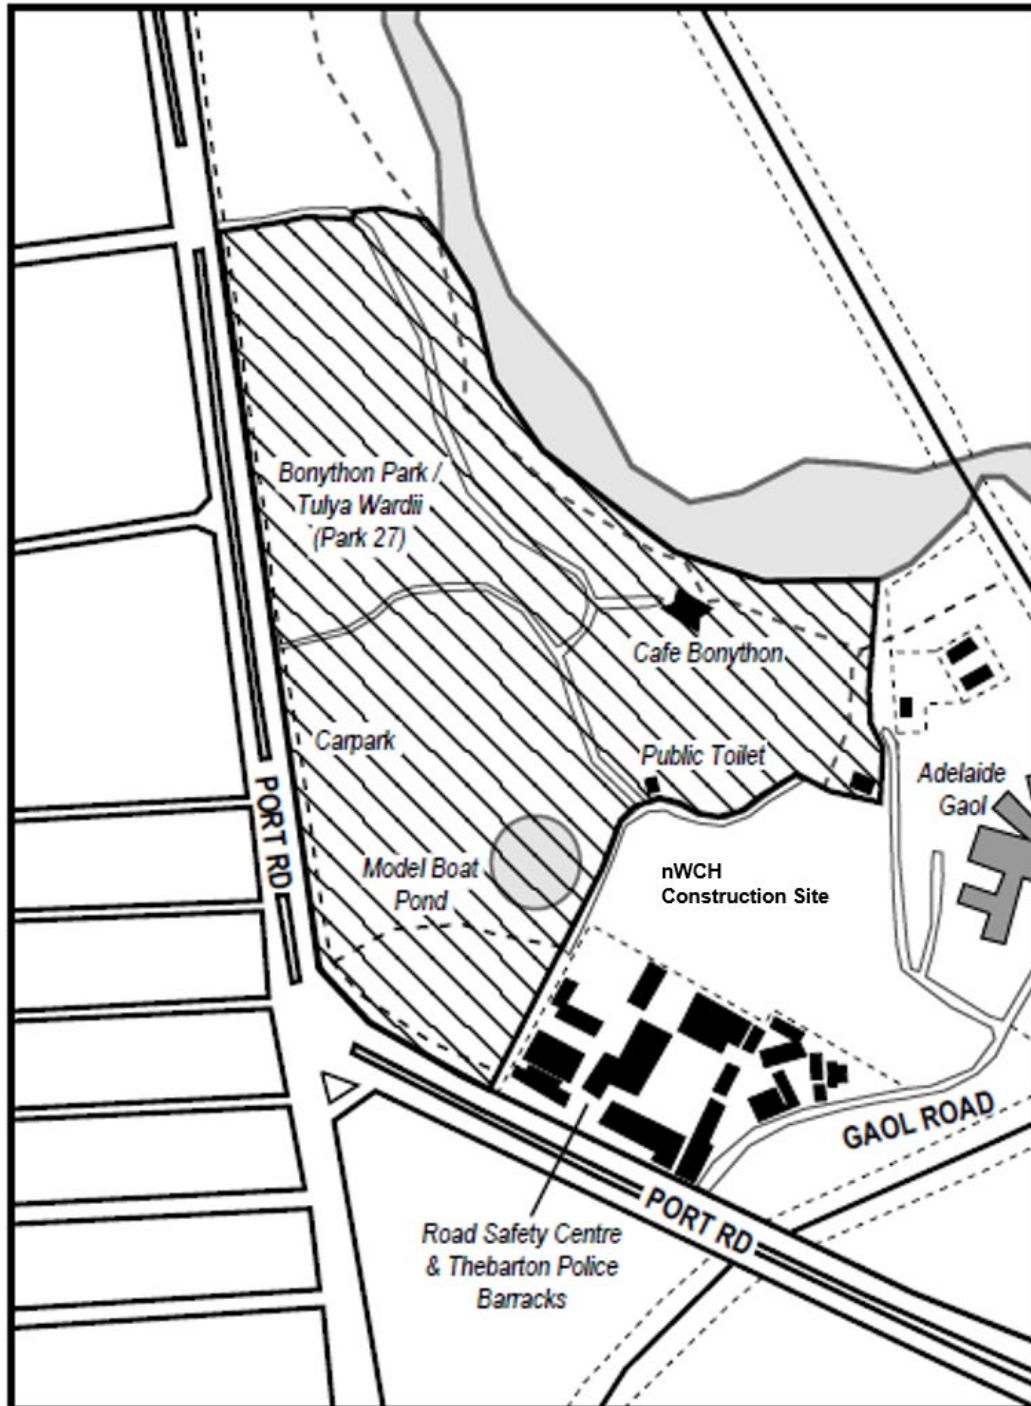 Bonython Park /
Tulya Wardii
(Park 27)
Cafe Bonython
Carpark
Public Toilet
Adelaide
Gaol
PORT RD
Model Boat
Pond
nWCH
Construction Site
GAOL ROAD
PORT RD
Road Safety Centre
& Thebarton Police
Barracks